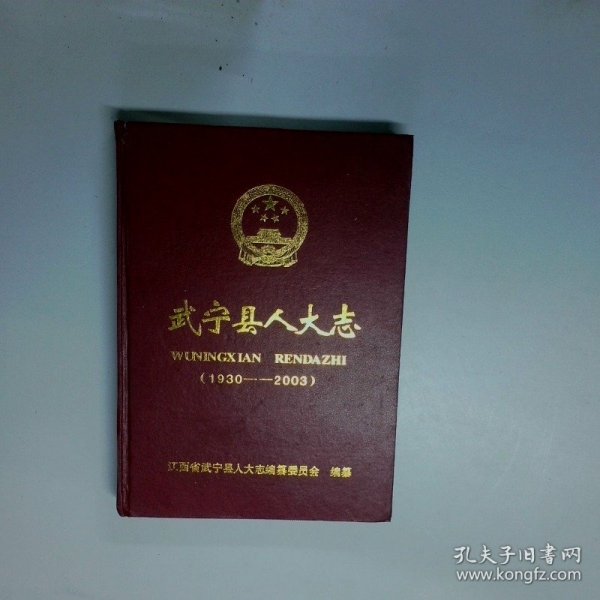 武宁县人大志
WUNINGXIAN RENDAZHI
(1930——2003)
江西省武宁县人大志编纂委员会 编纂
孔夫子旧书网
www.kongfz.com